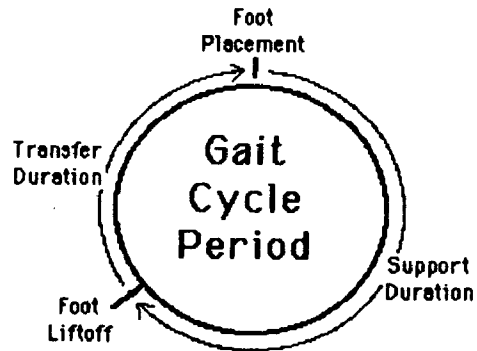 Foot
Placement
Transfer
Duration
Gait
Cycle
Period
Support
Duration
Foot
Liftoff